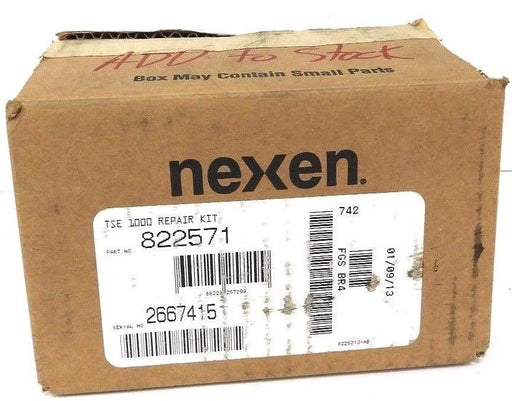 ADD to Stock
Box May Contain Small Parts
nexen.
TSE 1000 REPAIR KIT
PART NO 822571
2667415
SERIAL NO
742
FGS BR4
01/09/13